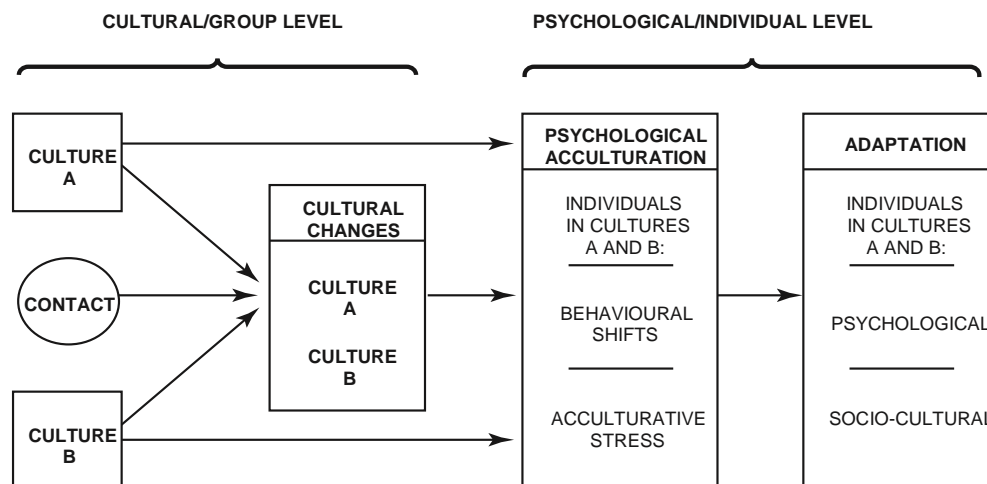 CULTURAL/GROUP LEVEL
PSYCHOLOGICAL/INDIVIDUAL LEVEL
CULTURE
A
CONTACT
CULTURE
B
CULTURAL
CHANGES
CULTURE
A
CULTURE
B
PSYCHOLOGICAL
ACCULTURATION
INDIVIDUALS
IN CULTURES
A AND B:
BEHAVIOURAL
SHIFTS
ACCULTURATIVE
STRESS
ADAPTATION
INDIVIDUALS
IN CULTURES
A AND B:
PSYCHOLOGICAL
SOCIO-CULTURAL